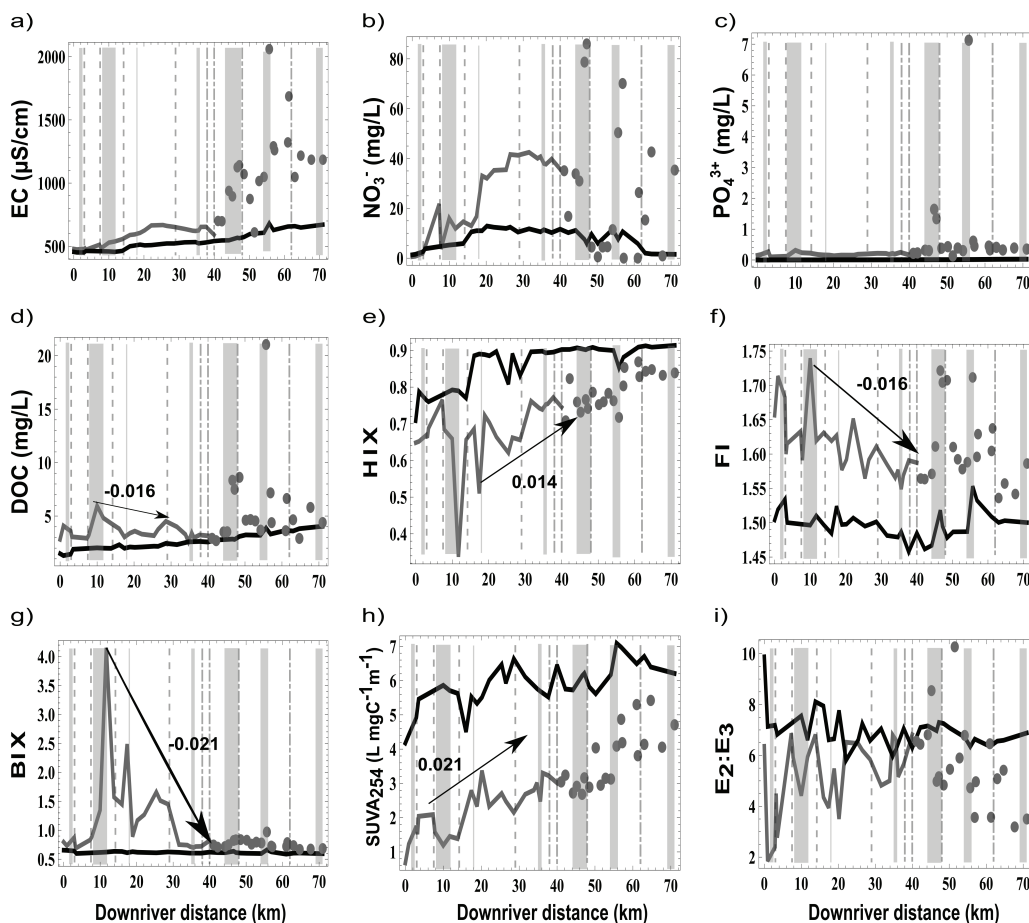 a)
EC (µS/cm)
2000
1500
1000
500
0 10 20 30 40 50 60 70
b)
NO₃⁻ (mg/L)
80
60
40
20
0
0 10 20 30 40 50 60 70
c)
PO₄³⁺ (mg/L)
7
6
5
4
3
2
1
0
0 10 20 30 40 50 60 70
d)
DOC (mg/L)
20
15
10
5
-0.016
0 10 20 30 40 50 60 70
e)
HIX
0.9
0.8
0.7
0.6
0.5
0.4
0.014
0 10 20 30 40 50 60 70
f)
FI
1.75
1.70
1.65
1.60
1.55
1.50
1.45
-0.016
0 10 20 30 40 50 60 70
g)
BIX
4.0
3.5
3.0
2.5
2.0
1.5
1.0
0.5
-0.021
0 10 20 30 40 50 60 70
Downriver distance (km)
h)
SUVA₂₅₄ (L mgC⁻¹m⁻¹)
7
6
5
4
3
2
1
0.021
0 10 20 30 40 50 60 70
Downriver distance (km)
i)
E₂:E₃
10
8
6
4
2
0 10 20 30 40 50 60 70
Downriver distance (km)